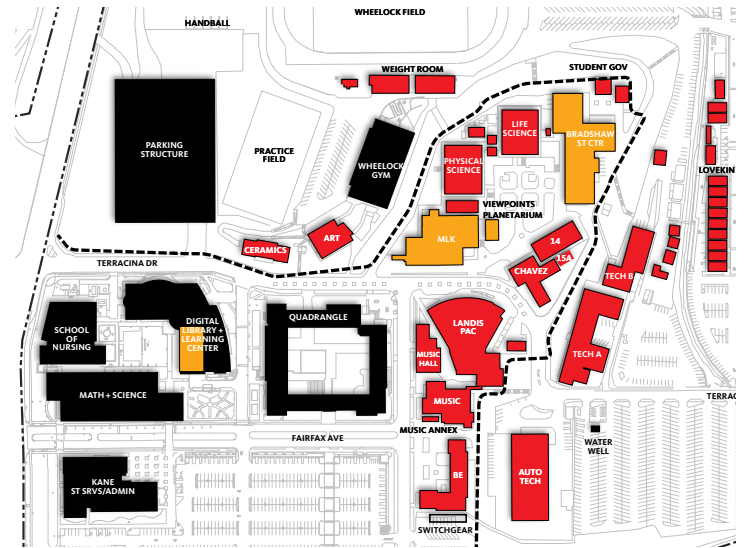 WHEELOCK FIELD
HANDBALL
WEIGHT ROOM
STUDENT GOV
LIFE
SCIENCE
BRADSHAW
ST CTR
PARKING
STRUCTURE
PRACTICE
FIELD
WHEELOCK
GYM
PHYSICAL
SCIENCE
LOVEKIN
VIEWPOINTS
PLANETARIUM
CERAMICS
ART
MLK
14
15A
CHAVEZ
TERRACINA DR
TECH B
QUADRANGLE
DIGITAL
LIBRARY +
LEARNING
CENTER
SCHOOL
OF
NURSING
LANDIS
PAC
MUSIC
HALL
TECH A
MATH + SCIENCE
MUSIC
TERRAC
MUSIC ANNEX
FAIRFAX AVE
WATER
WELL
KANE
ST SRVS/ADMIN
BE
AUTO
TECH
SWITCHGEAR